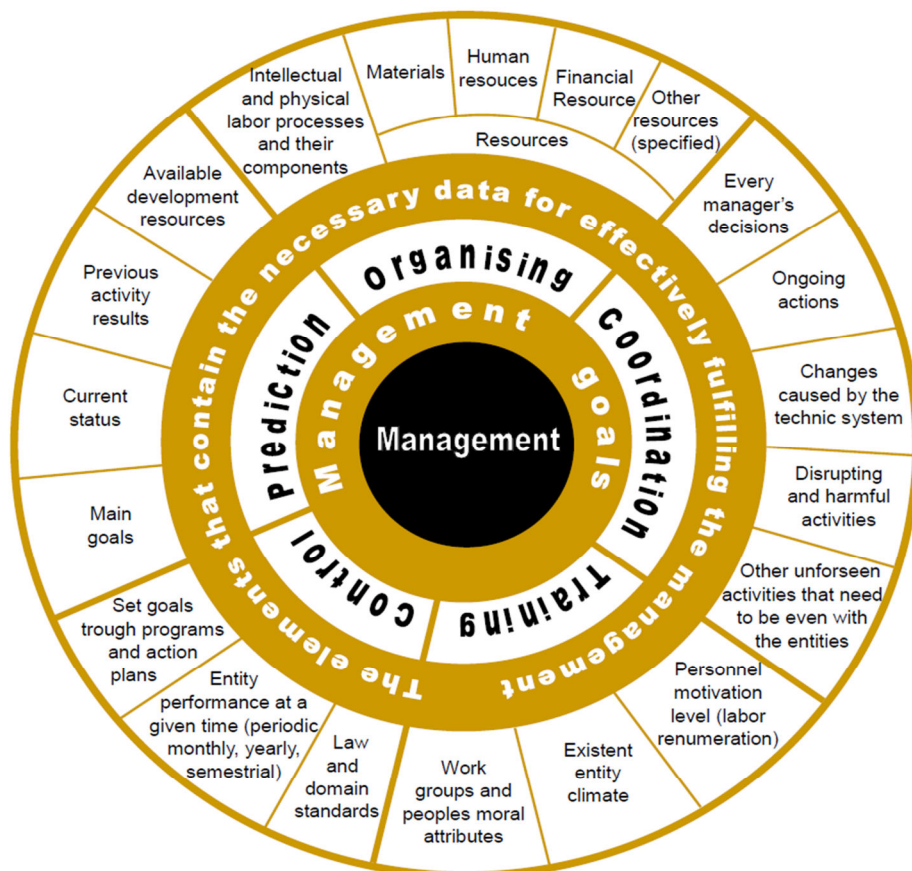 Management
Management goals
Prediction
Organising
Coordination
Training
Control
The elements that contain the necessary data for effectively fulfilling the management
Intellectual
and physical
labor processes
and their
components
Materials
Human
resouces
Financial
Resource
Other
resources
(specified)
Resources
Every
manager's
decisions
Ongoing
actions
Changes
caused by the
technic system
Disrupting
and harmful
activities
Other unforseen
activities that need
to be even with
the entities
Personnel
motivation
level (labor
renumeration)
Existent
entity
climate
Work
groups and
peoples moral
attributes
Law
and
domain
standards
Entity
performance at a
given time (periodic
monthly, yearly,
semestrial)
Set goals
trough programs
and action
plans
Main
goals
Current
status
Previous
activity
results
Available
development
resources